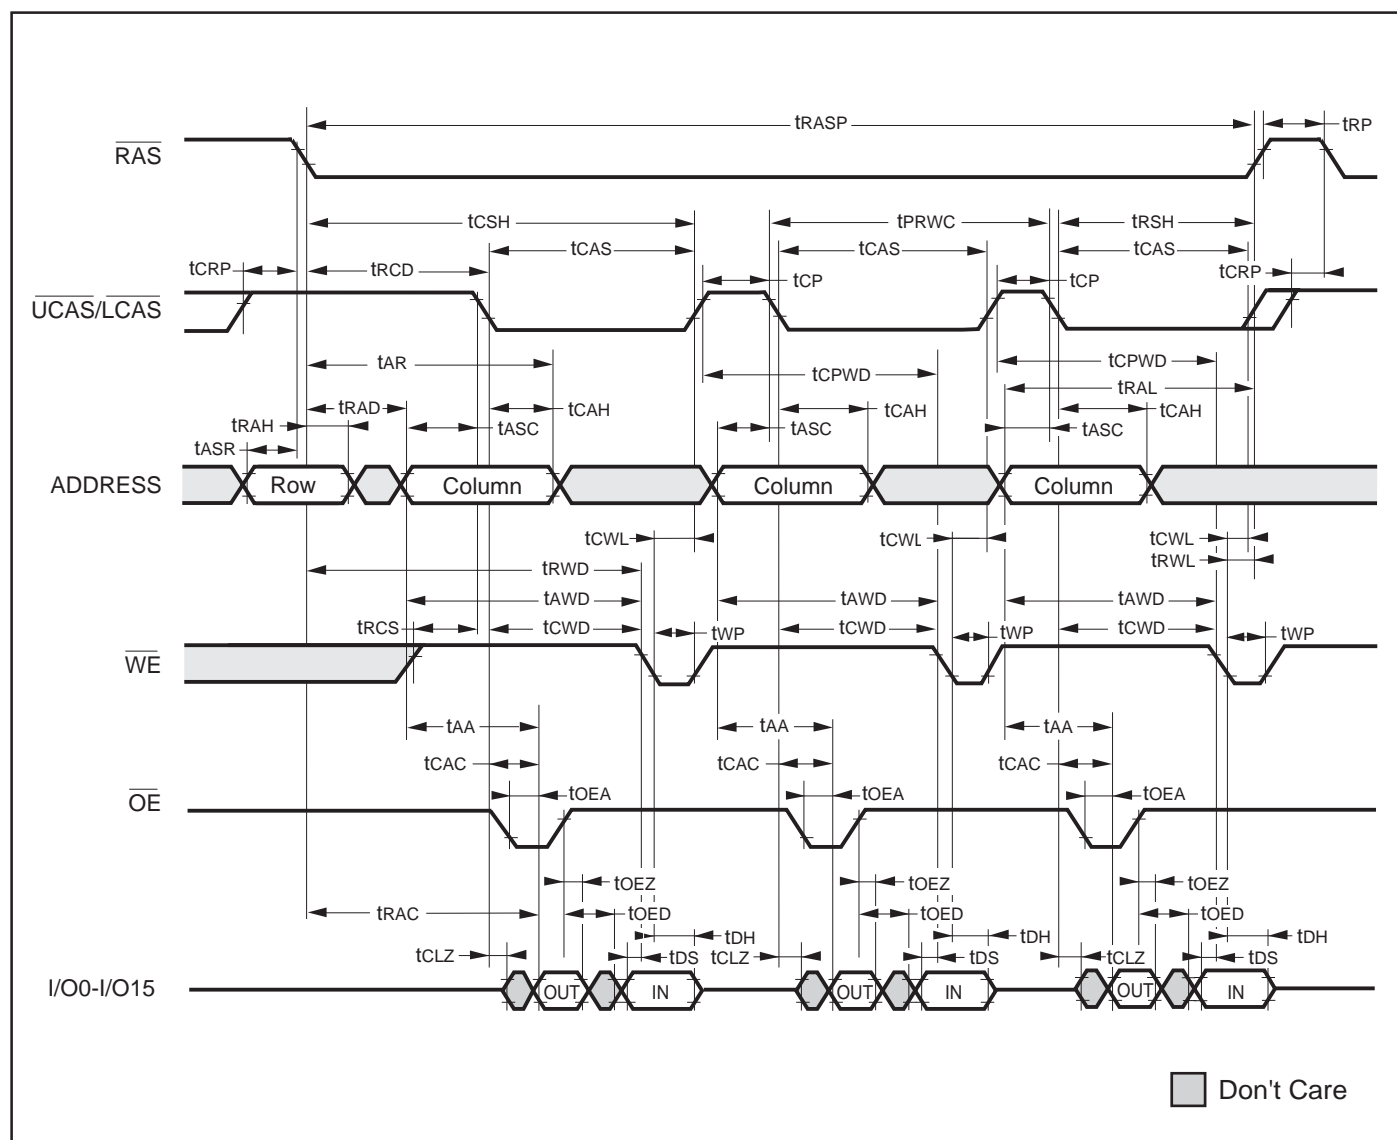 tRASP tRP
RAS
tCSH tPRWC tRSH
tCAS tCAS tCAS
tCRP tRCD tCP tCP tCRP
UCAS/LCAS
tAR tCPWD tCPWD
tRAL
tRAD tCAH tCAH tCAH
tRAH tASC tASC tASC
tASR
ADDRESS Row Column Column Column
tCWL tCWL tCWL
tRWD tRWL
tAWD tAWD tAWD
tRCS tCWD tWP tCWD tWP tCWD tWP
WE
tAA tAA tAA
tCAC tCAC tCAC
tOEA tOEA tOEA
OE
tOEZ tOEZ tOEZ
tRAC tOED tOED tOED
tDH tDH tDH
tCLZ tDS tCLZ tDS tCLZ tDS
I/O0-I/O15 OUT IN OUT IN OUT IN
Don't Care